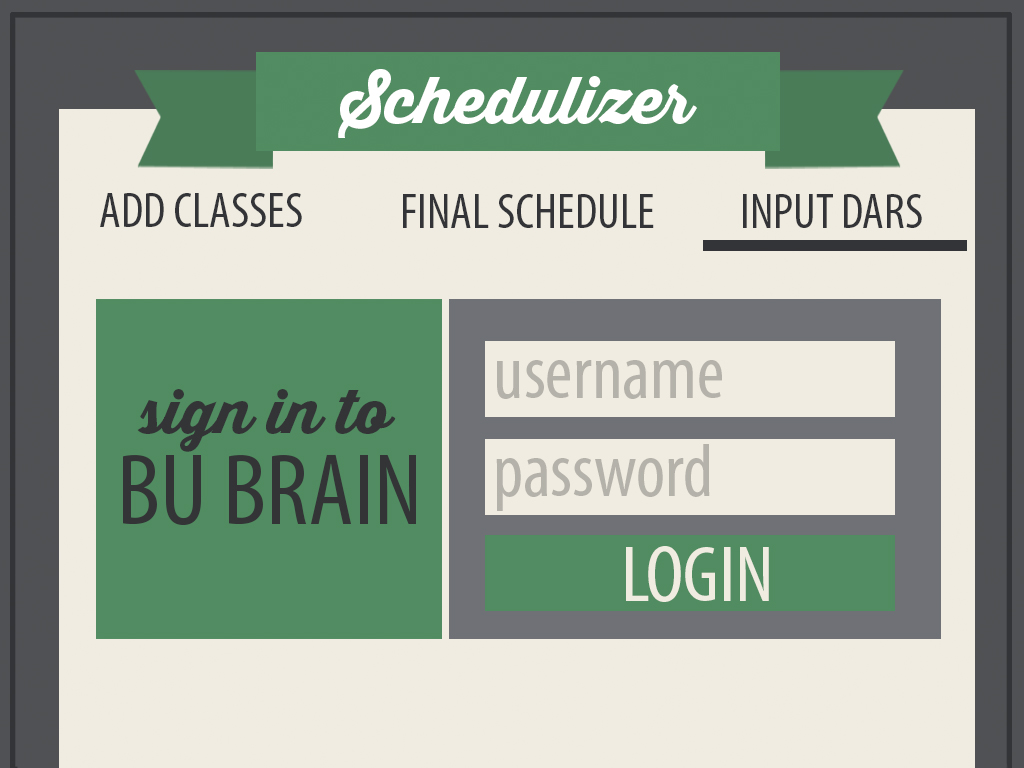 Schedulizer
ADD CLASSES
FINAL SCHEDULE
INPUT DARS
sign in to
BU BRAIN
username
password
LOGIN